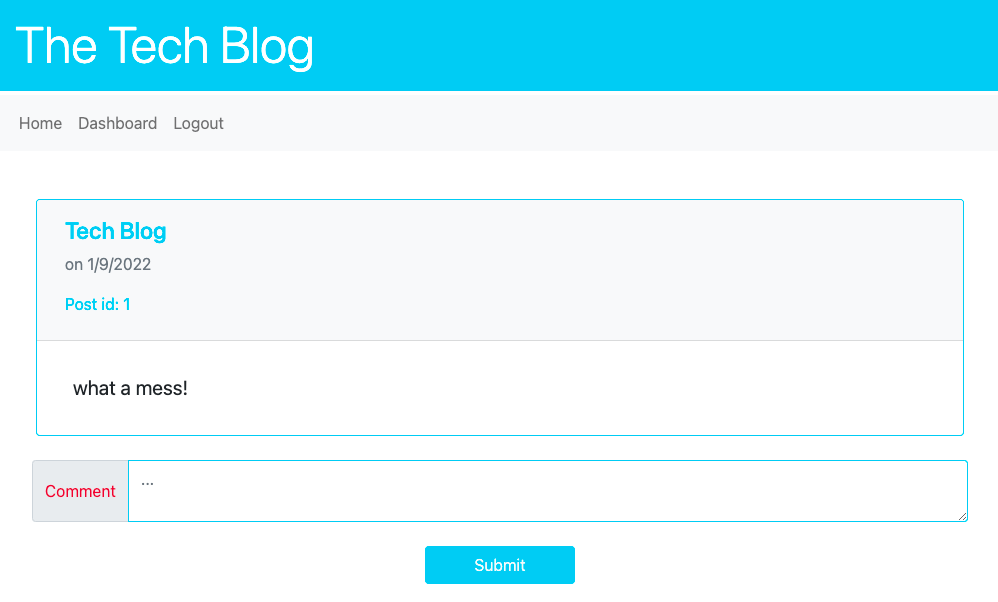 The Tech Blog
Home Dashboard Logout
Tech Blog
on 1/9/2022
Post id: 1
what a mess!
Comment ...
Submit